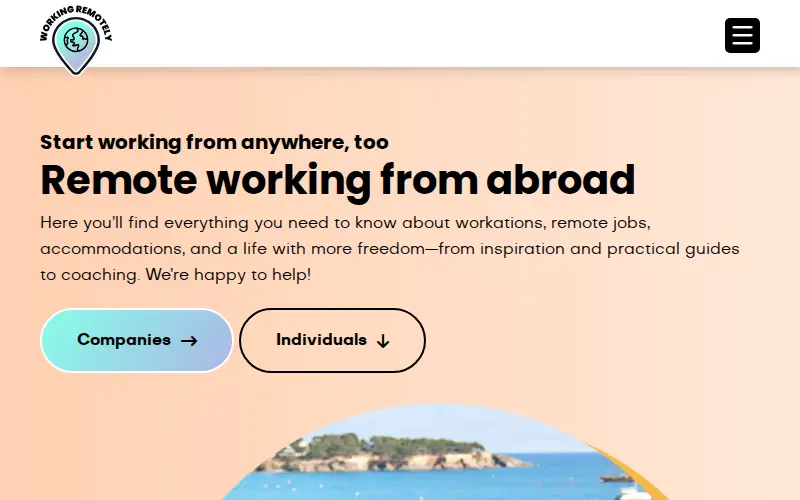 WORKING REMOTELY
Start working from anywhere, too
Remote working from abroad
Here you'll find everything you need to know about workations, remote jobs,
accommodations, and a life with more freedom—from inspiration and practical guides
to coaching. We're happy to help!
Companies →
Individuals ↓